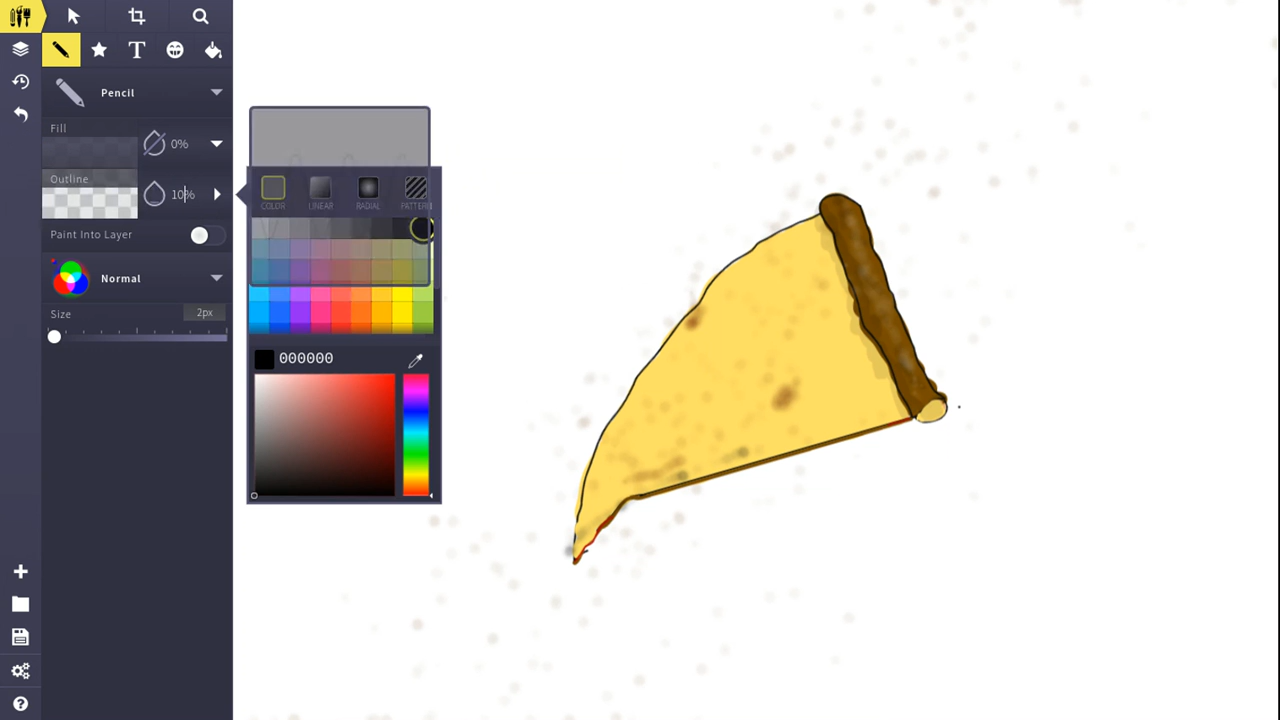 T
Pencil
Fill
0%
Outline
10%
COLOR LINEAR RADIAL PATTERN
Paint Into Layer
Normal
Size 2px
000000
?